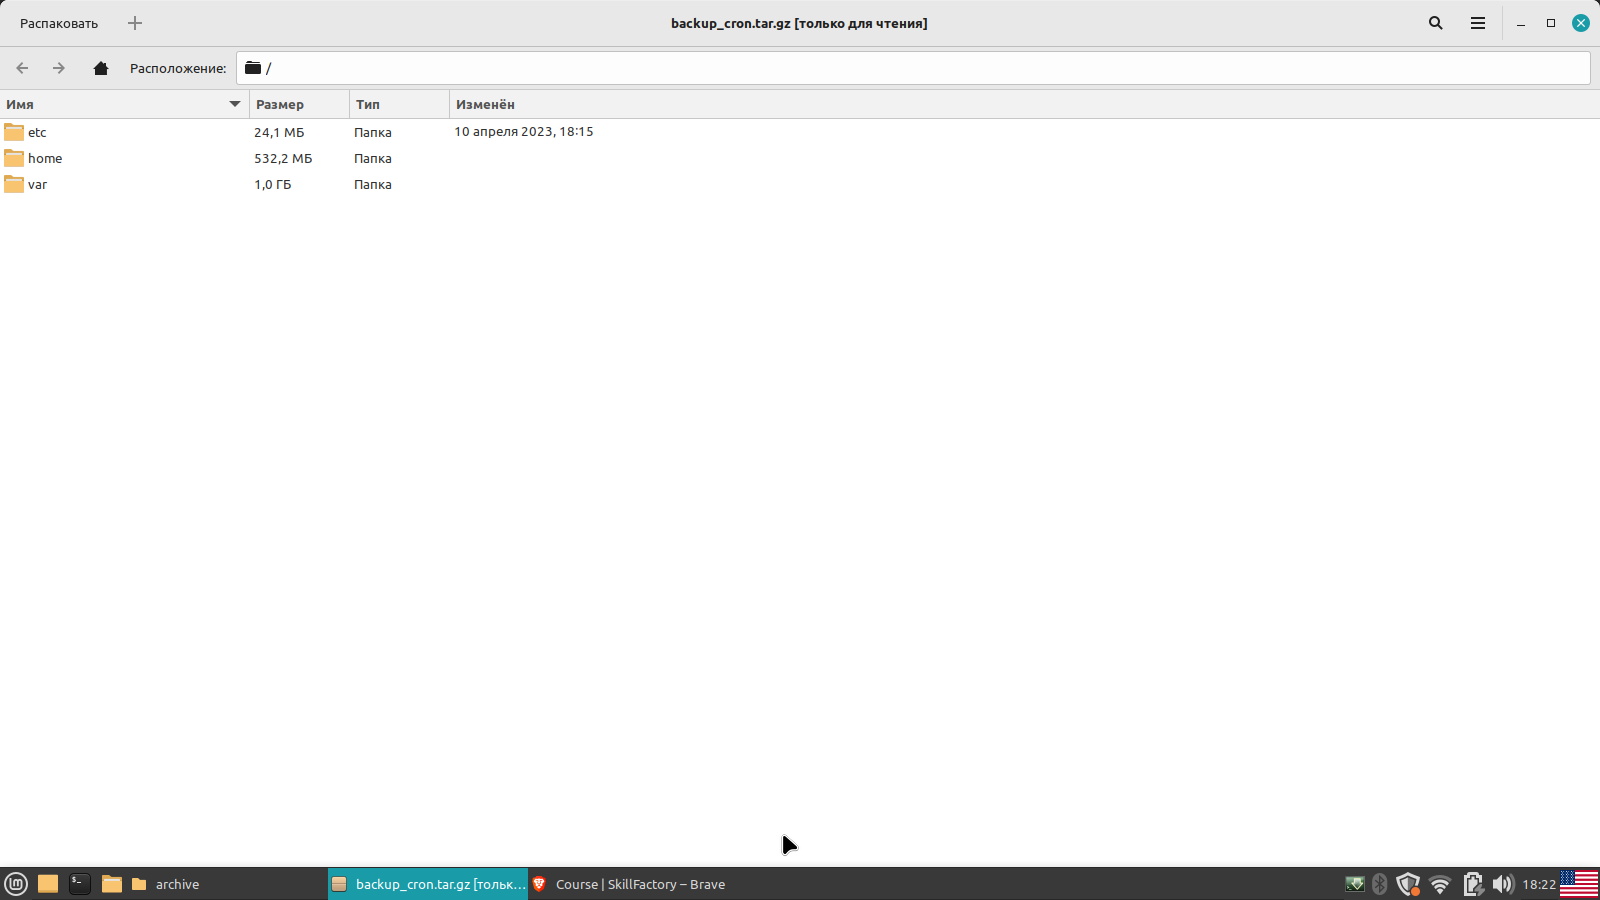 Распаковать
backup_cron.tar.gz [только для чтения]
Расположение: /
Имя Размер Тип Изменён
etc 24,1 МБ Папка 10 апреля 2023, 18:15
home 532,2 МБ Папка
var 1,0 ГБ Папка
archive backup_cron.tar.gz [тольк... Course | SkillFactory – Brave 18:22